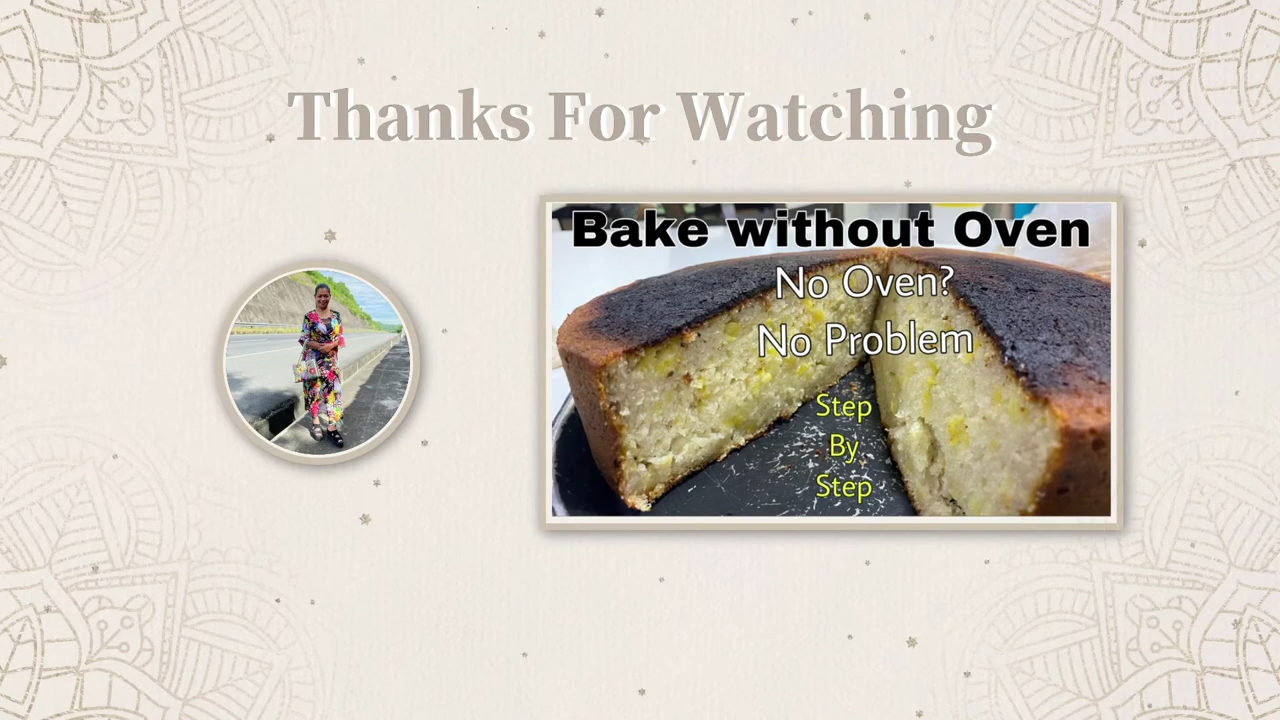 Thanks For Watching
Bake without Oven
No Oven?
No Problem
Step
By
Step